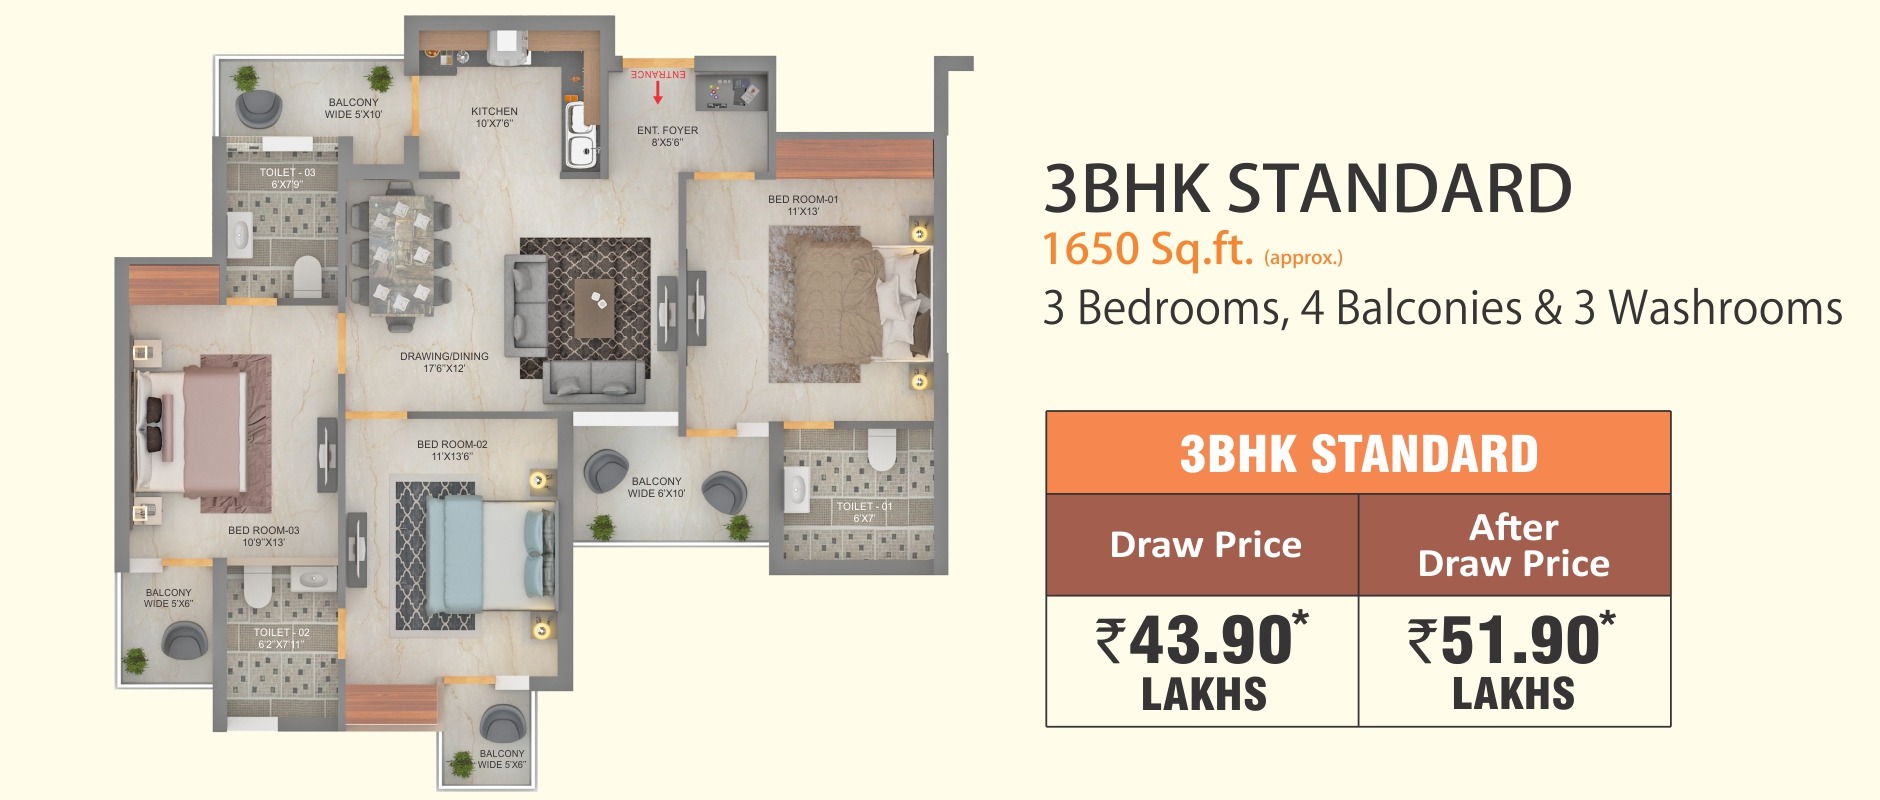 BALCONY
WIDE 5'X10'
KITCHEN
10'X7'6"
ENTRANCE
ENT. FOYER
8'X5'6"
TOILET - 03
6'X7'9"
BED ROOM-01
11'X13'
DRAWING/DINING
17'6"X12'
BED ROOM-02
11'X13'6"
BALCONY
WIDE 6'X10'
TOILET - 01
6'X7'
BED ROOM-03
10'9"X13'
BALCONY
WIDE 5'X6"
TOILET - 02
6'2"X7'11"
BALCONY
WIDE 5'X6"
3BHK STANDARD
1650 Sq.ft. (approx.)
3 Bedrooms, 4 Balconies & 3 Washrooms
3BHK STANDARD
Draw Price
After
Draw Price
₹43.90*
LAKHS
₹51.90*
LAKHS